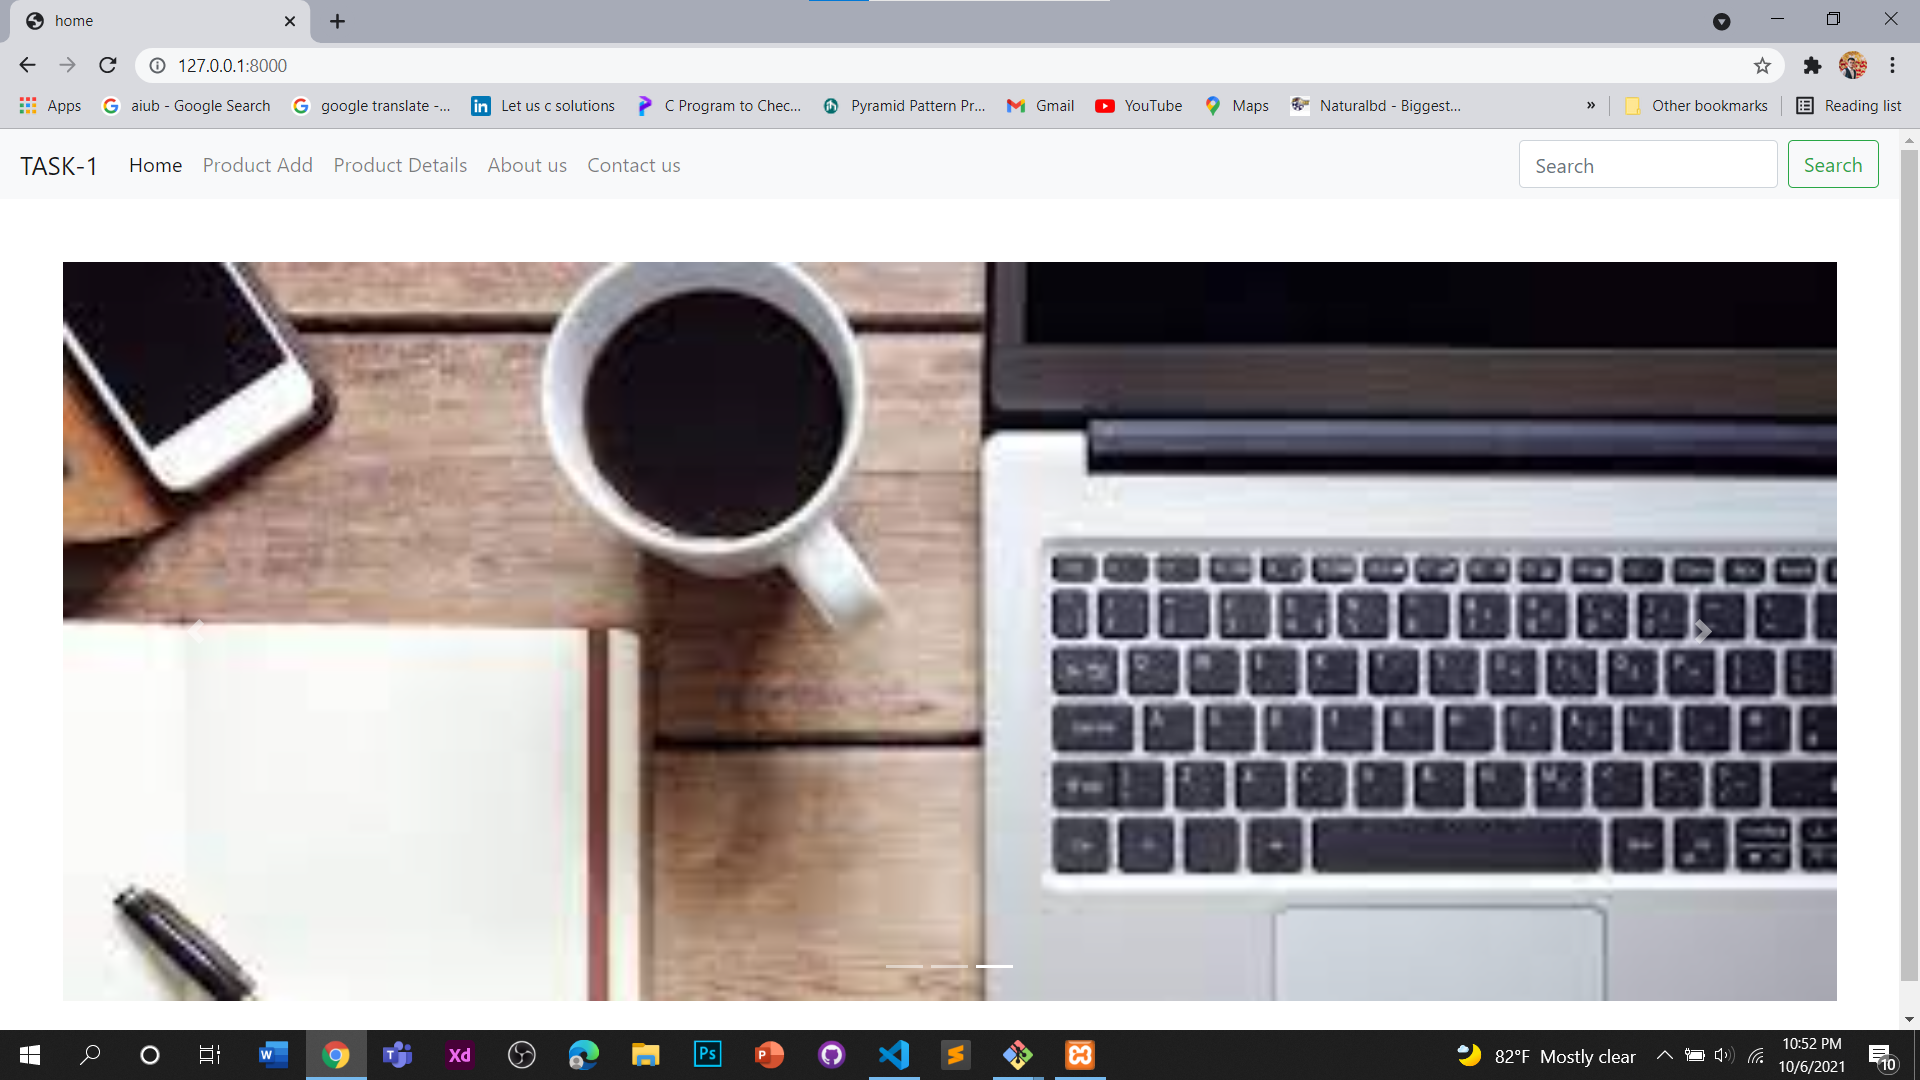 home
127.0.0.1:8000
Apps aiub - Google Search google translate -... Let us c solutions C Program to Chec... Pyramid Pattern Pr... Gmail YouTube Maps Naturalbd - Biggest... » Other bookmarks Reading list
TASK-1 Home Product Add Product Details About us Contact us Search Search
82°F Mostly clear
10:52 PM
10/6/2021
10